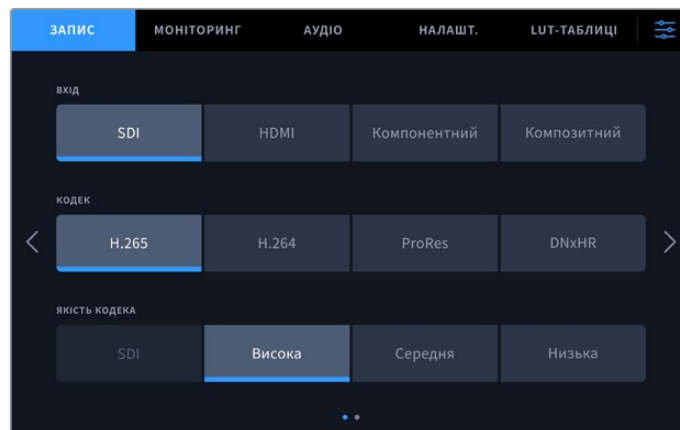 ЗАПИС МОНІТОРИНГ АУДІО НАЛАШТ. LUT-ТАБЛИЦІ
ВХІД
SDI HDMI Компонентний Композитний
КОДЕК
H.265 H.264 ProRes DNxHR
ЯКІСТЬ КОДЕКА
SDI Висока Середня Низька